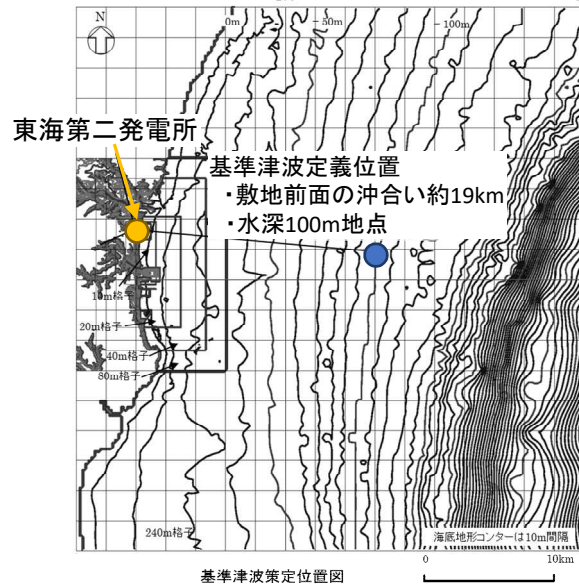 0m
50m
100m
N
東海第二発電所
基準津波定義位置
・敷地前面の沖合い約19km
・水深100m地点
10m格子
20m格子
40m格子
80m格子
240m格子
海底地形コンターは10m間隔
基準津波策定位置図
0 10km